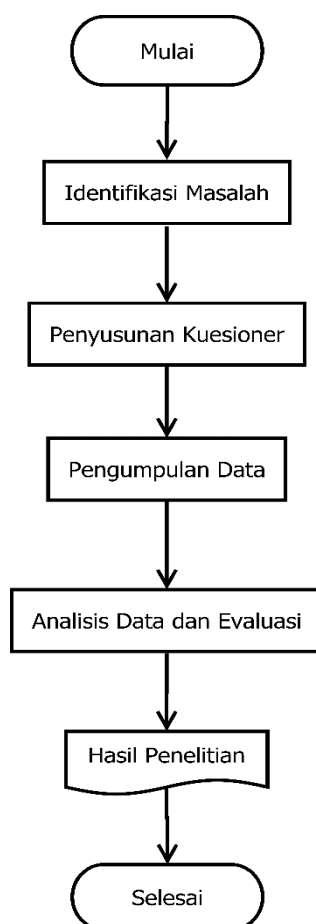 Mulai
Identifikasi Masalah
Penyusunan Kuesioner
Pengumpulan Data
Analisis Data dan Evaluasi
Hasil Penelitian
Selesai